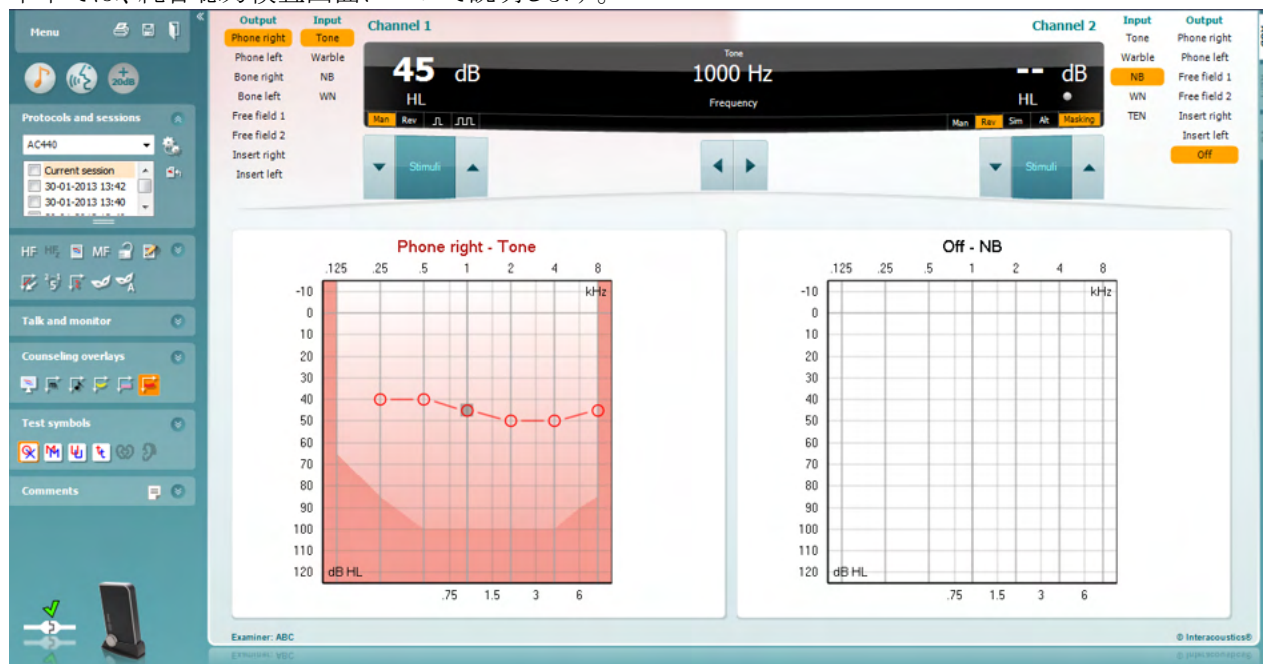 Menu
Protocols and sessions
AC440
Current session
30-01-2013 13:42
30-01-2013 13:40
HF HF2 MF
Talk and monitor
Counseling overlays
Test symbols
Comments
Output Input
Phone right Tone
Phone left Warble
Bone right NB
Bone left WN
Free field 1
Free field 2
Insert right
Insert left
Channel 1
45 dB
HL
Man Rev
Tone
1000 Hz
Frequency
Channel 2
-- dB
HL
Man Rev Sim Alt Masking
Input Output
Tone Phone right
Warble Phone left
NB Free field 1
WN Free field 2
TEN Insert right
Insert left
Off
Stimuli
Stimuli
Phone right - Tone
.125 .25 .5 1 2 4 8
kHz
-10
0
10
20
30
40
50
60
70
80
90
100
110
120
dB HL
.75 1.5 3 6
Off - NB
.125 .25 .5 1 2 4 8
kHz
-10
0
10
20
30
40
50
60
70
80
90
100
110
120
dB HL
.75 1.5 3 6
Examiner: ABC
© Interacoustics®